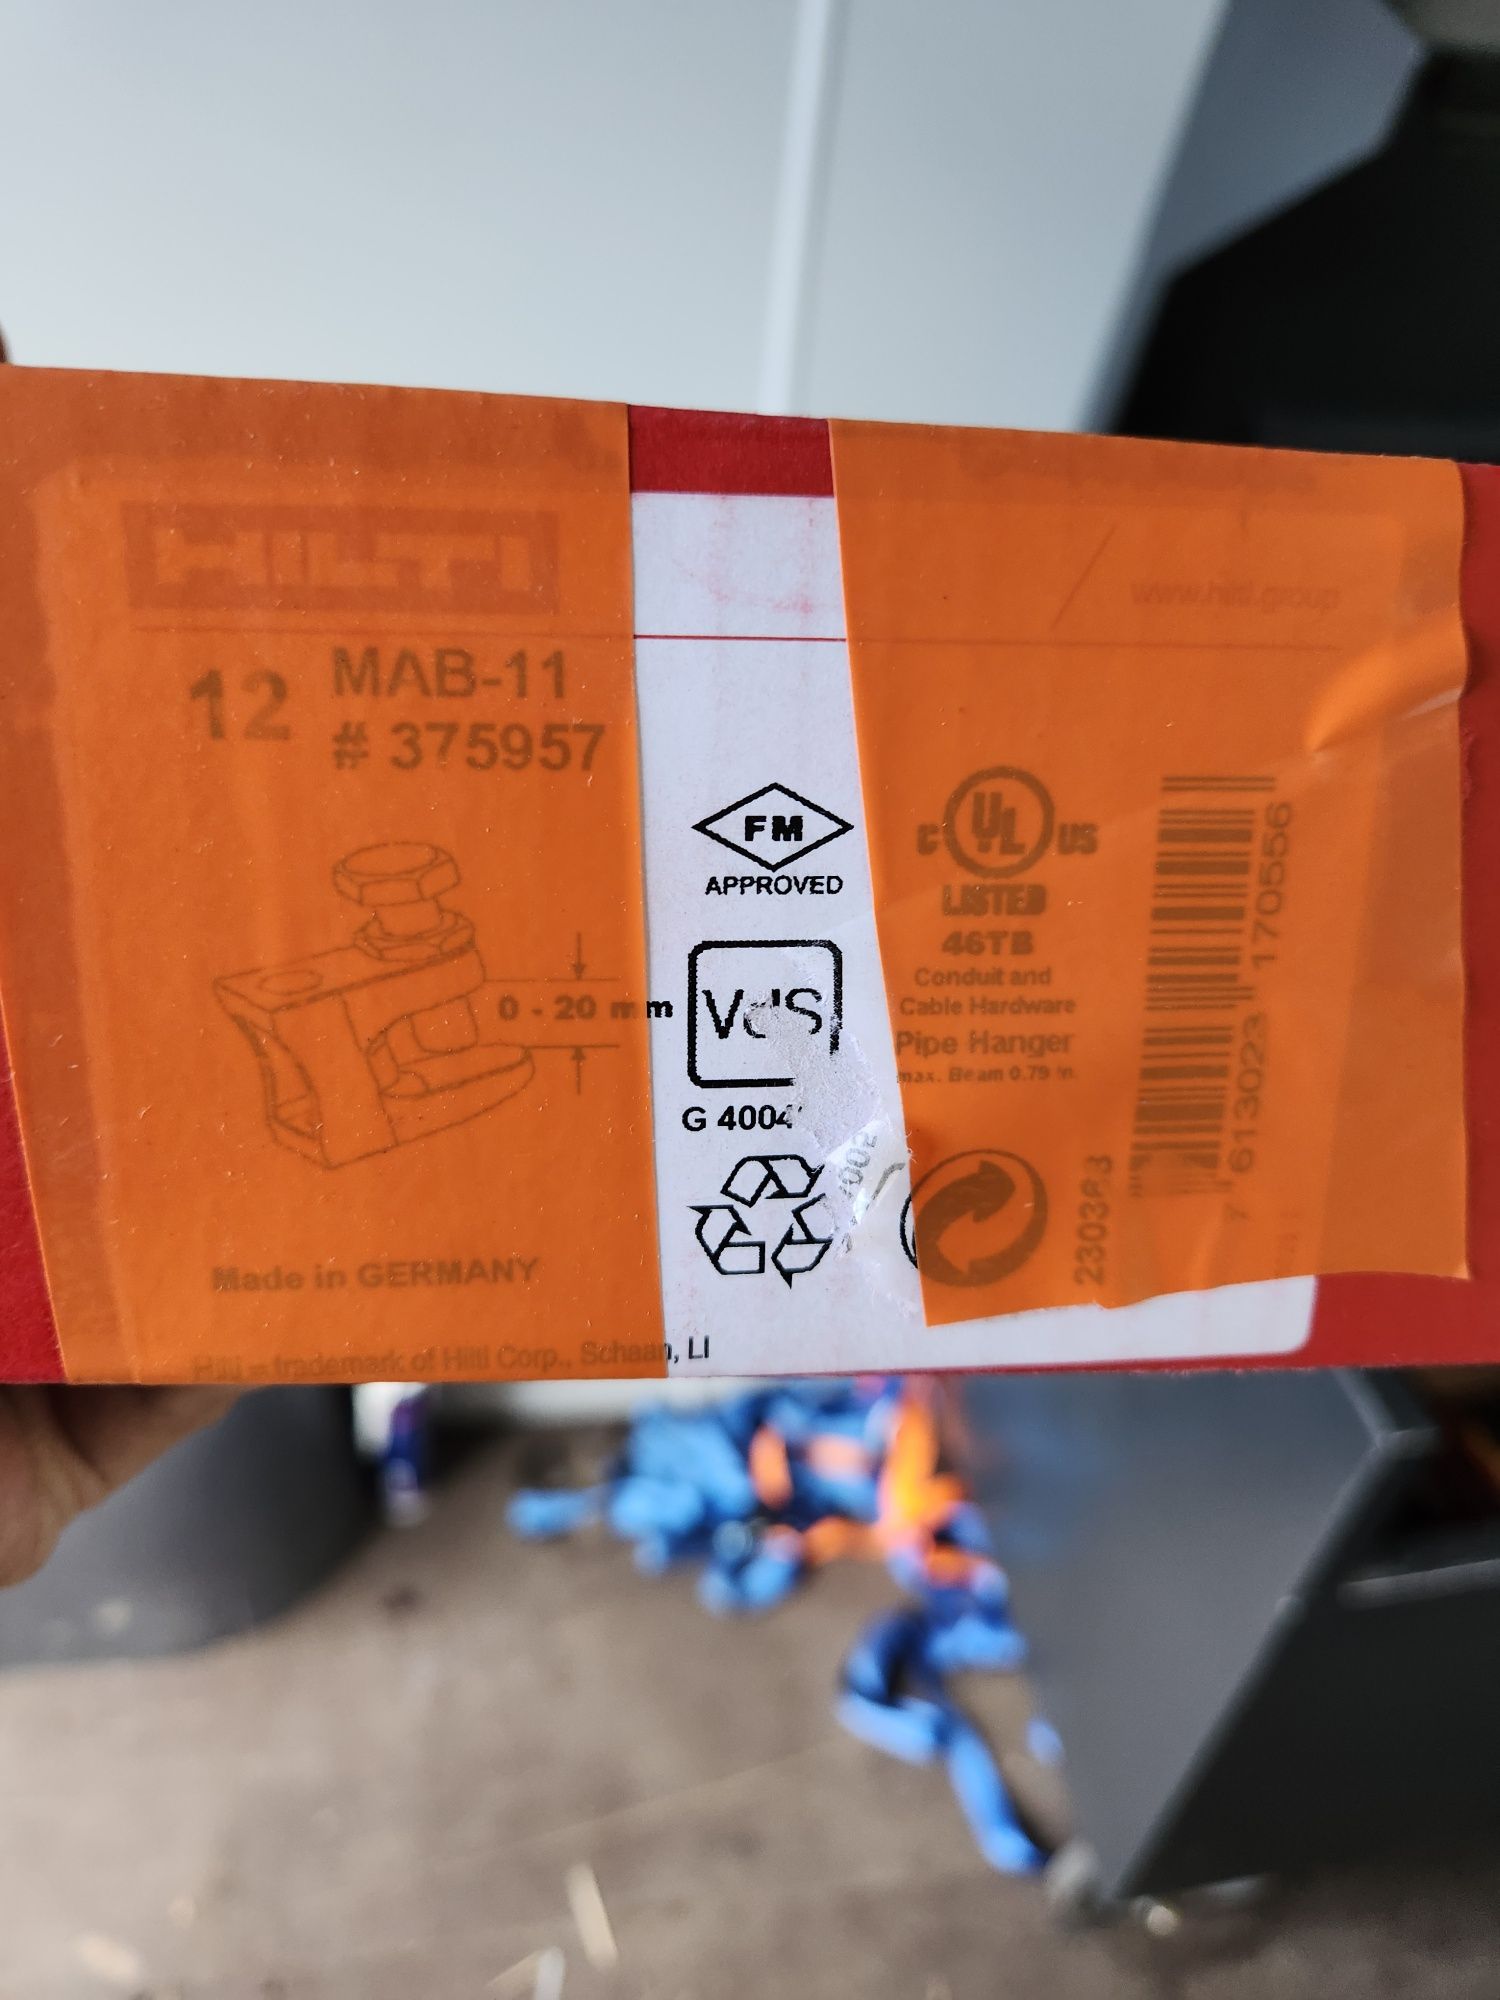 HILTI
www.hilti.group
12 MAB-11
# 375957
FM
APPROVED
C UL US
LISTED
46TB
Conduit and
Cable Hardware
Pipe Hanger
max. Beam 0.79 in
0 - 20 mm
VdS
G 4004
7 613023 170556
Made in GERMANY
Hilti = trademark of Hilti Corp., Schaan, LI